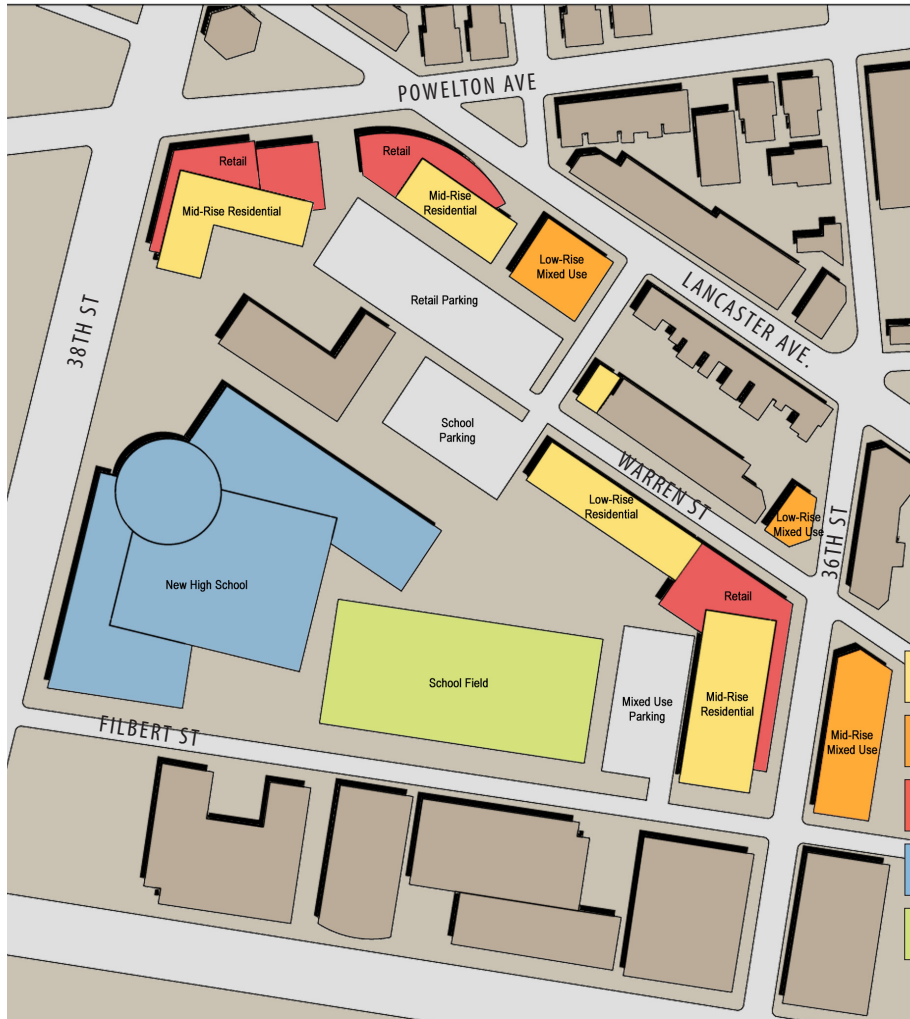 POWELTON AVE
Retail
Retail
Mid-Rise Residential
Mid-Rise
Residential
Low-Rise
Mixed Use
LANCASTER AVE.
Retail Parking
38TH ST
School
Parking
WARREN ST
Low-Rise
Residential
Low-Rise
Mixed Use
36TH ST
New High School
Retail
School Field
Mixed Use
Parking
Mid-Rise
Residential
Mid-Rise
Mixed Use
FILBERT ST